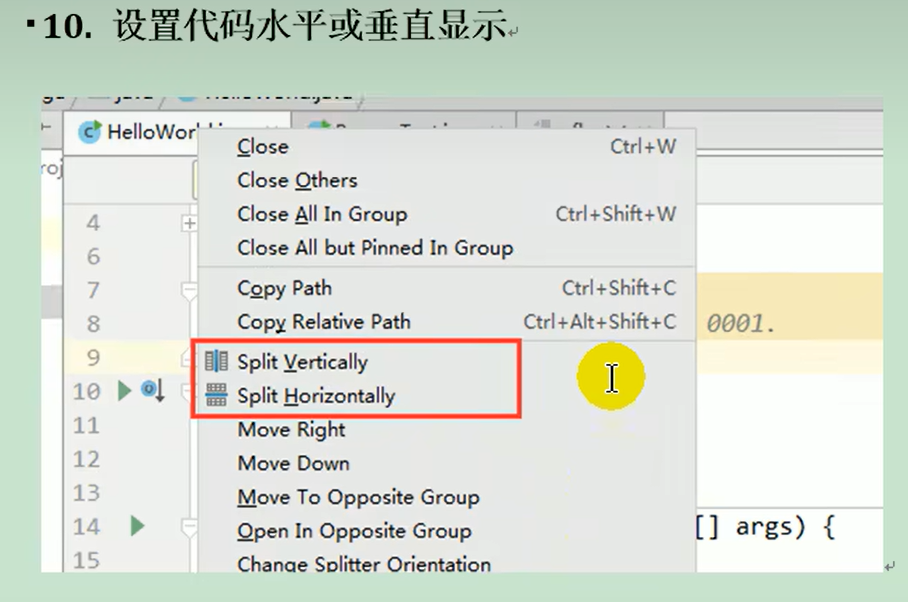 10. 设置代码水平或垂直显示
HelloWor
Close Ctrl+W
Close Others
4 Close All In Group Ctrl+Shift+W
6 Close All but Pinned In Group
7 Copy Path Ctrl+Shift+C
8 Copy Relative Path Ctrl+Alt+Shift+C 0001.
9 Split Vertically
10 Split Horizontally
11 Move Right
12 Move Down
13 Move To Opposite Group
14 Open In Opposite Group [] args) {
15 Change Splitter Orientation